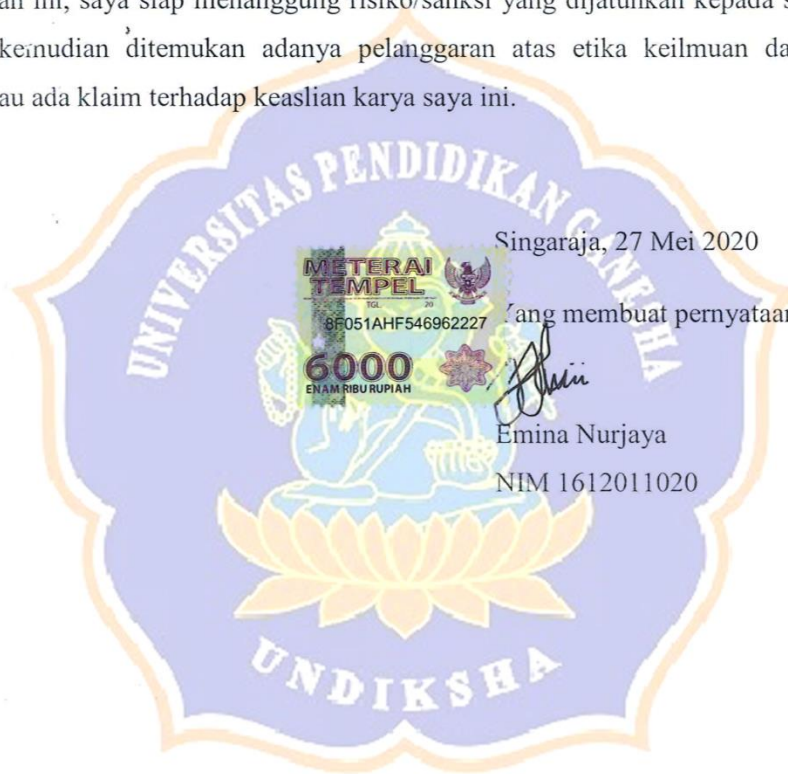 an ini, saya siap menanggung risiko/sanksi yang dijatuhkan kepada s
kemudian ditemukan adanya pelanggaran atas etika keilmuan da
au ada klaim terhadap keaslian karya saya ini.
UNIVERSITAS PENDIDIKAN GANESHA
Singaraja, 27 Mei 2020
METERAI
TEMPEL
TGL. 20
8F051AHF546962227
Yang membuat pernyataan
6000
ENAM RIBU RUPIAH
Emina Nurjaya
NIM 1612011020
UNDIKSHA